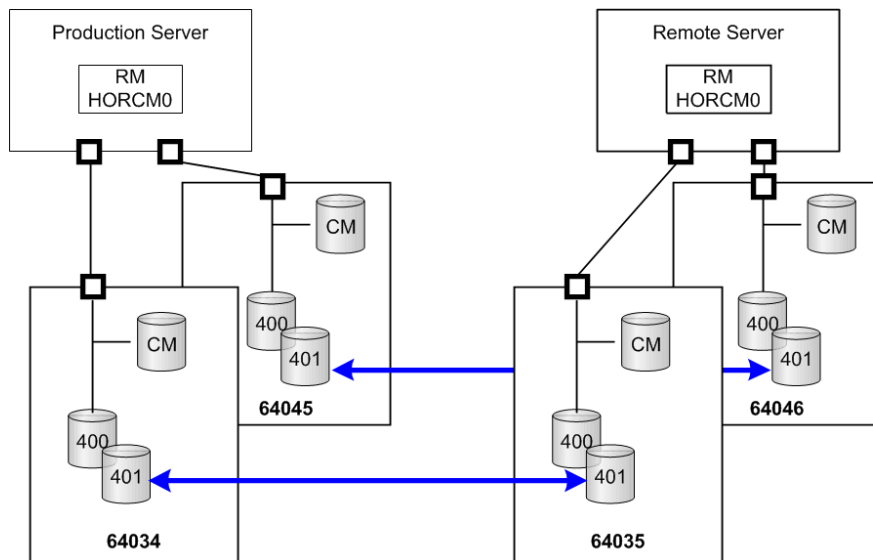 Production Server
RM
HORCM0
Remote Server
RM
HORCM0
CM
400
401
64045
CM
400
401
64046
CM
400
401
64034
CM
400
401
64035